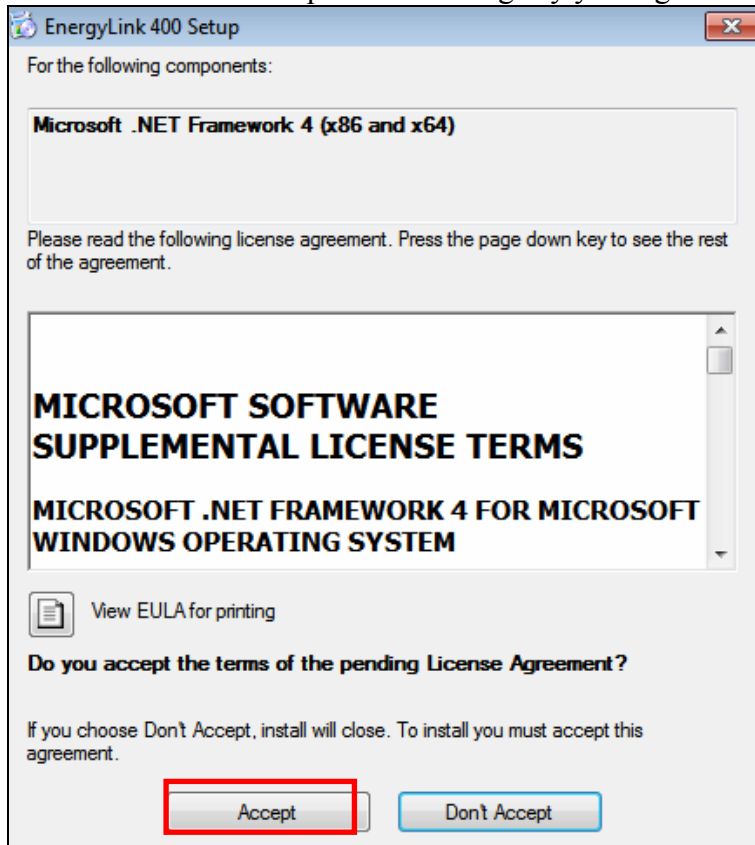 EnergyLink 400 Setup
For the following components:
Microsoft .NET Framework 4 (x86 and x64)
Please read the following license agreement. Press the page down key to see the rest
of the agreement.
MICROSOFT SOFTWARE
SUPPLEMENTAL LICENSE TERMS
MICROSOFT .NET FRAMEWORK 4 FOR MICROSOFT
WINDOWS OPERATING SYSTEM
View EULA for printing
Do you accept the terms of the pending License Agreement?
If you choose Don't Accept, install will close. To install you must accept this
agreement.
Accept Don't Accept